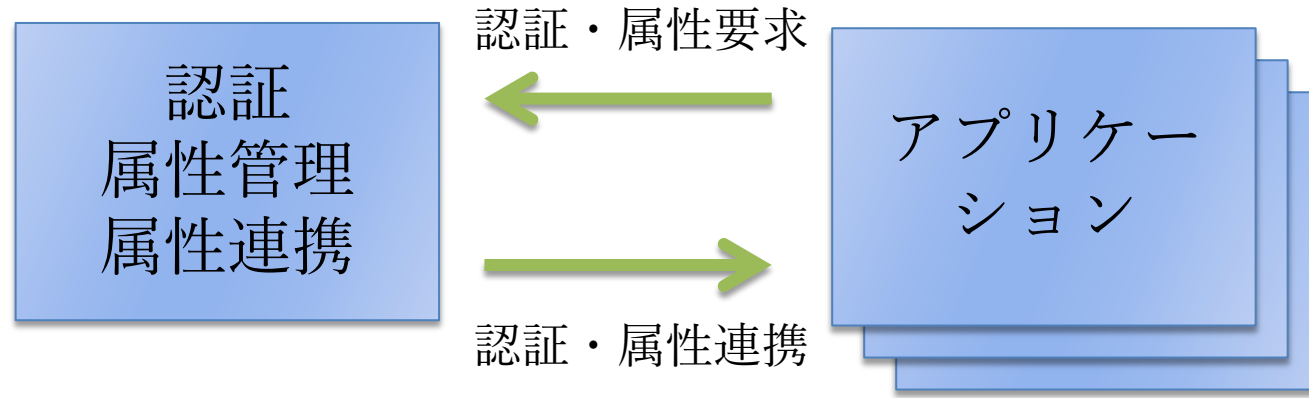 認証
属性管理
属性連携
認証・属性要求
認証・属性連携
アプリケー
ション